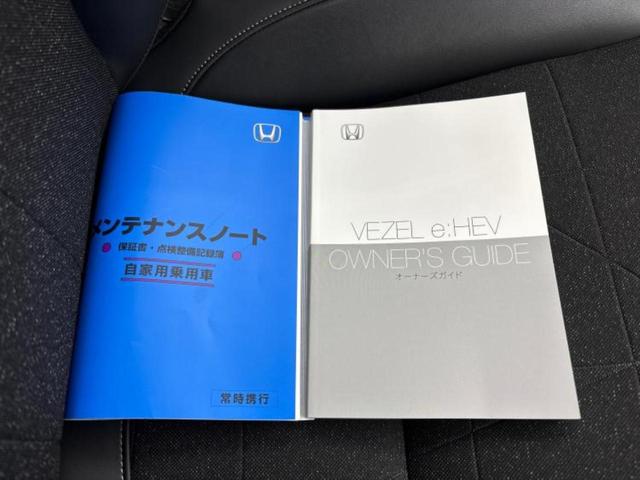 メンテナンスノート
保証書・点検整備記録簿
自家用乗用車
常時携行
VEZEL e:HEV
OWNER'S GUIDE
オーナーズガイド